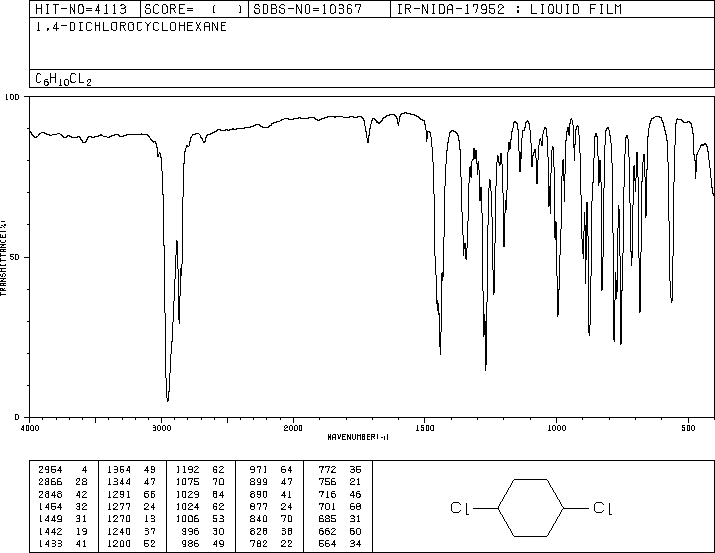 HIT-NO=4113 SCORE= ( ) SDBS-NO=10367 IR-NIDA-17952 : LIQUID FILM
1,4-DICHLOROCYCLOHEXANE
C6H10CL2
100
50
0
TRANSMITTANCE(%)
4000 3000 2000 1500 1000 500
WAVENUMBER(-1)
2954 4 1364 49 1192 62 971 64 772 36
2866 28 1344 47 1075 70 899 47 756 21
2848 42 1291 66 1029 64 890 41 716 46
1454 32 1277 24 1024 62 877 24 701 68
1449 31 1270 13 1006 53 840 70 685 31
1442 19 1240 37 996 30 828 38 662 60
1433 41 1200 52 986 49 782 22 564 34
Cl Cl